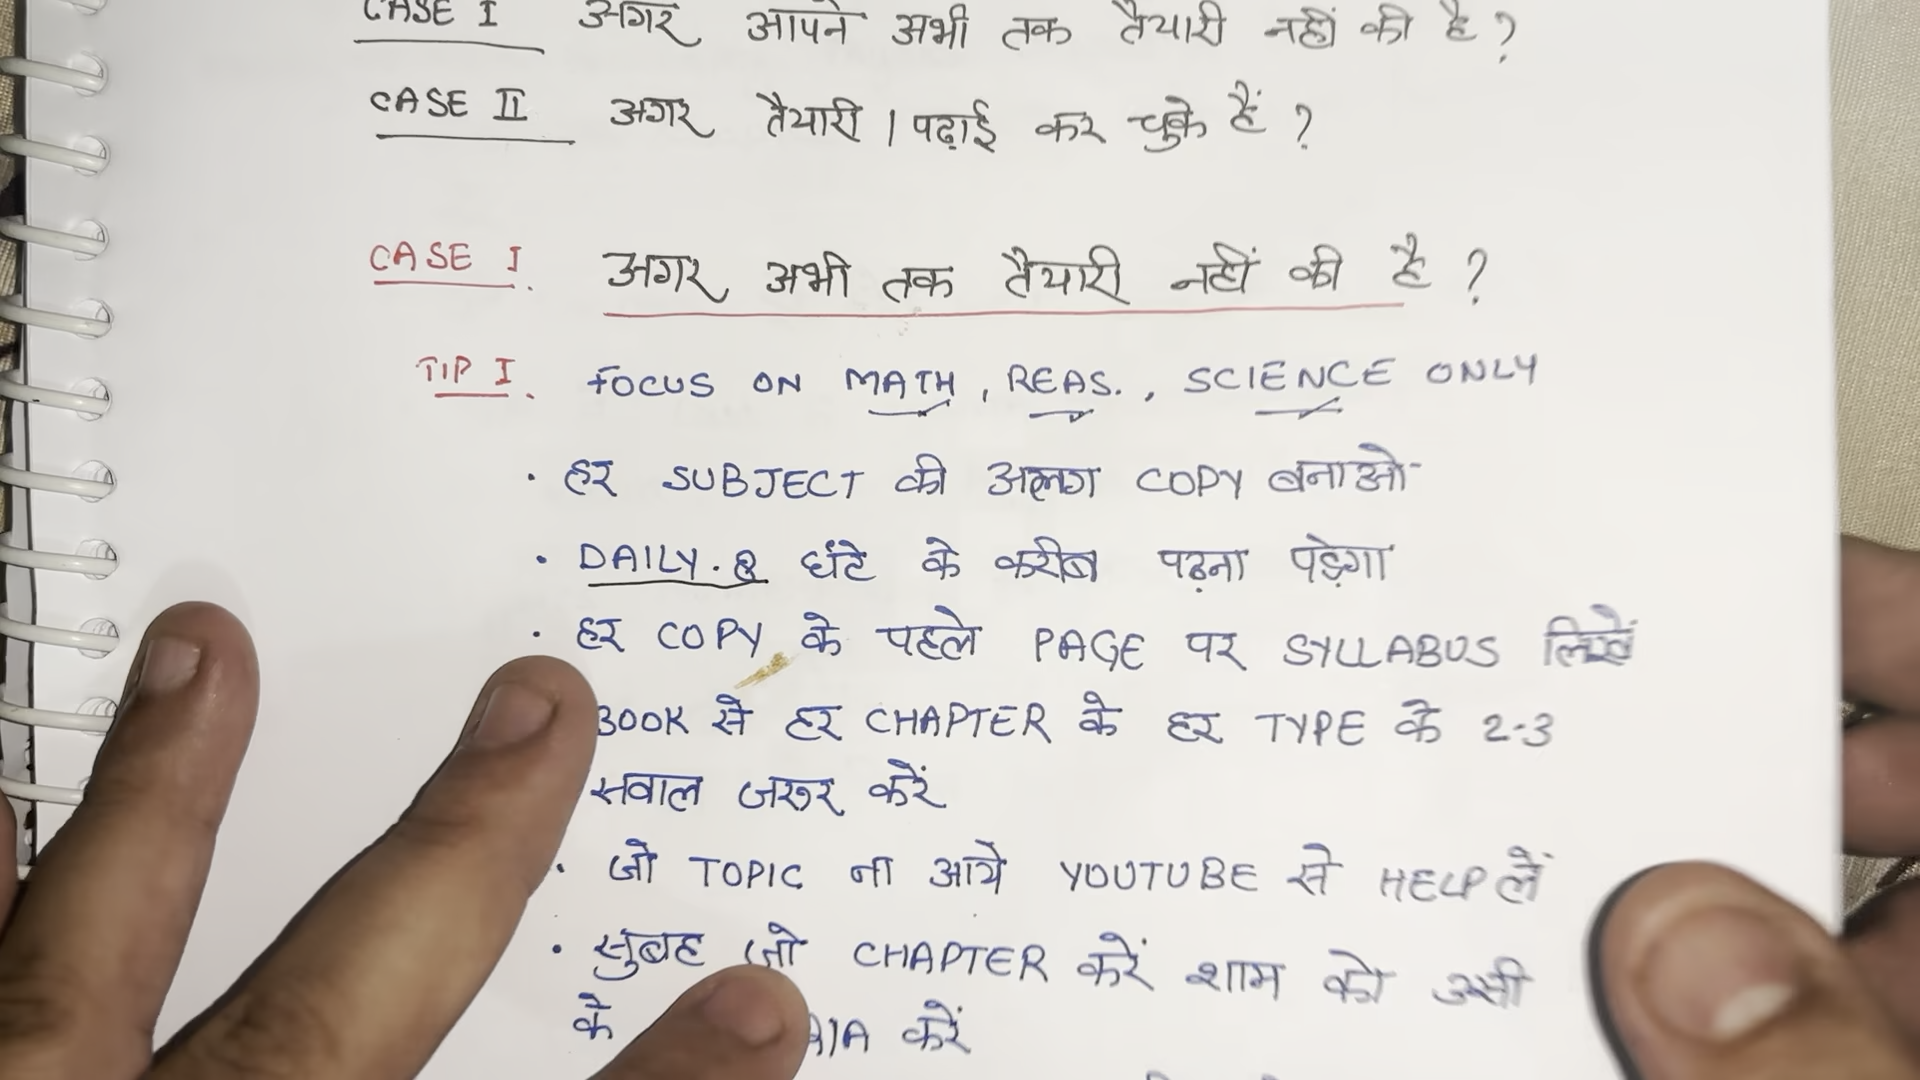 CASE I अगर आपने अभी तक तैयारी नहीं की है ?
CASE II अगर तैयारी / पढ़ाई कर चुके हैं ?
CASE I. अगर अभी तक तैयारी नहीं की है ?
TIP I. FOCUS ON MATH, REAS., SCIENCE ONLY
• हर SUBJECT की अलग COPY बनाओ
• DAILY. 8 घंटे के करीब पढ़ना पड़ेगा
• हर COPY के पहले PAGE पर SYLLABUS लिखें
BOOK से हर CHAPTER के हर TYPE के 2-3
सवाल जरूर करें
• जो TOPIC ना आये YOUTUBE से HELP लें
• सुबह जो CHAPTER करें शाम को उसी
के करें